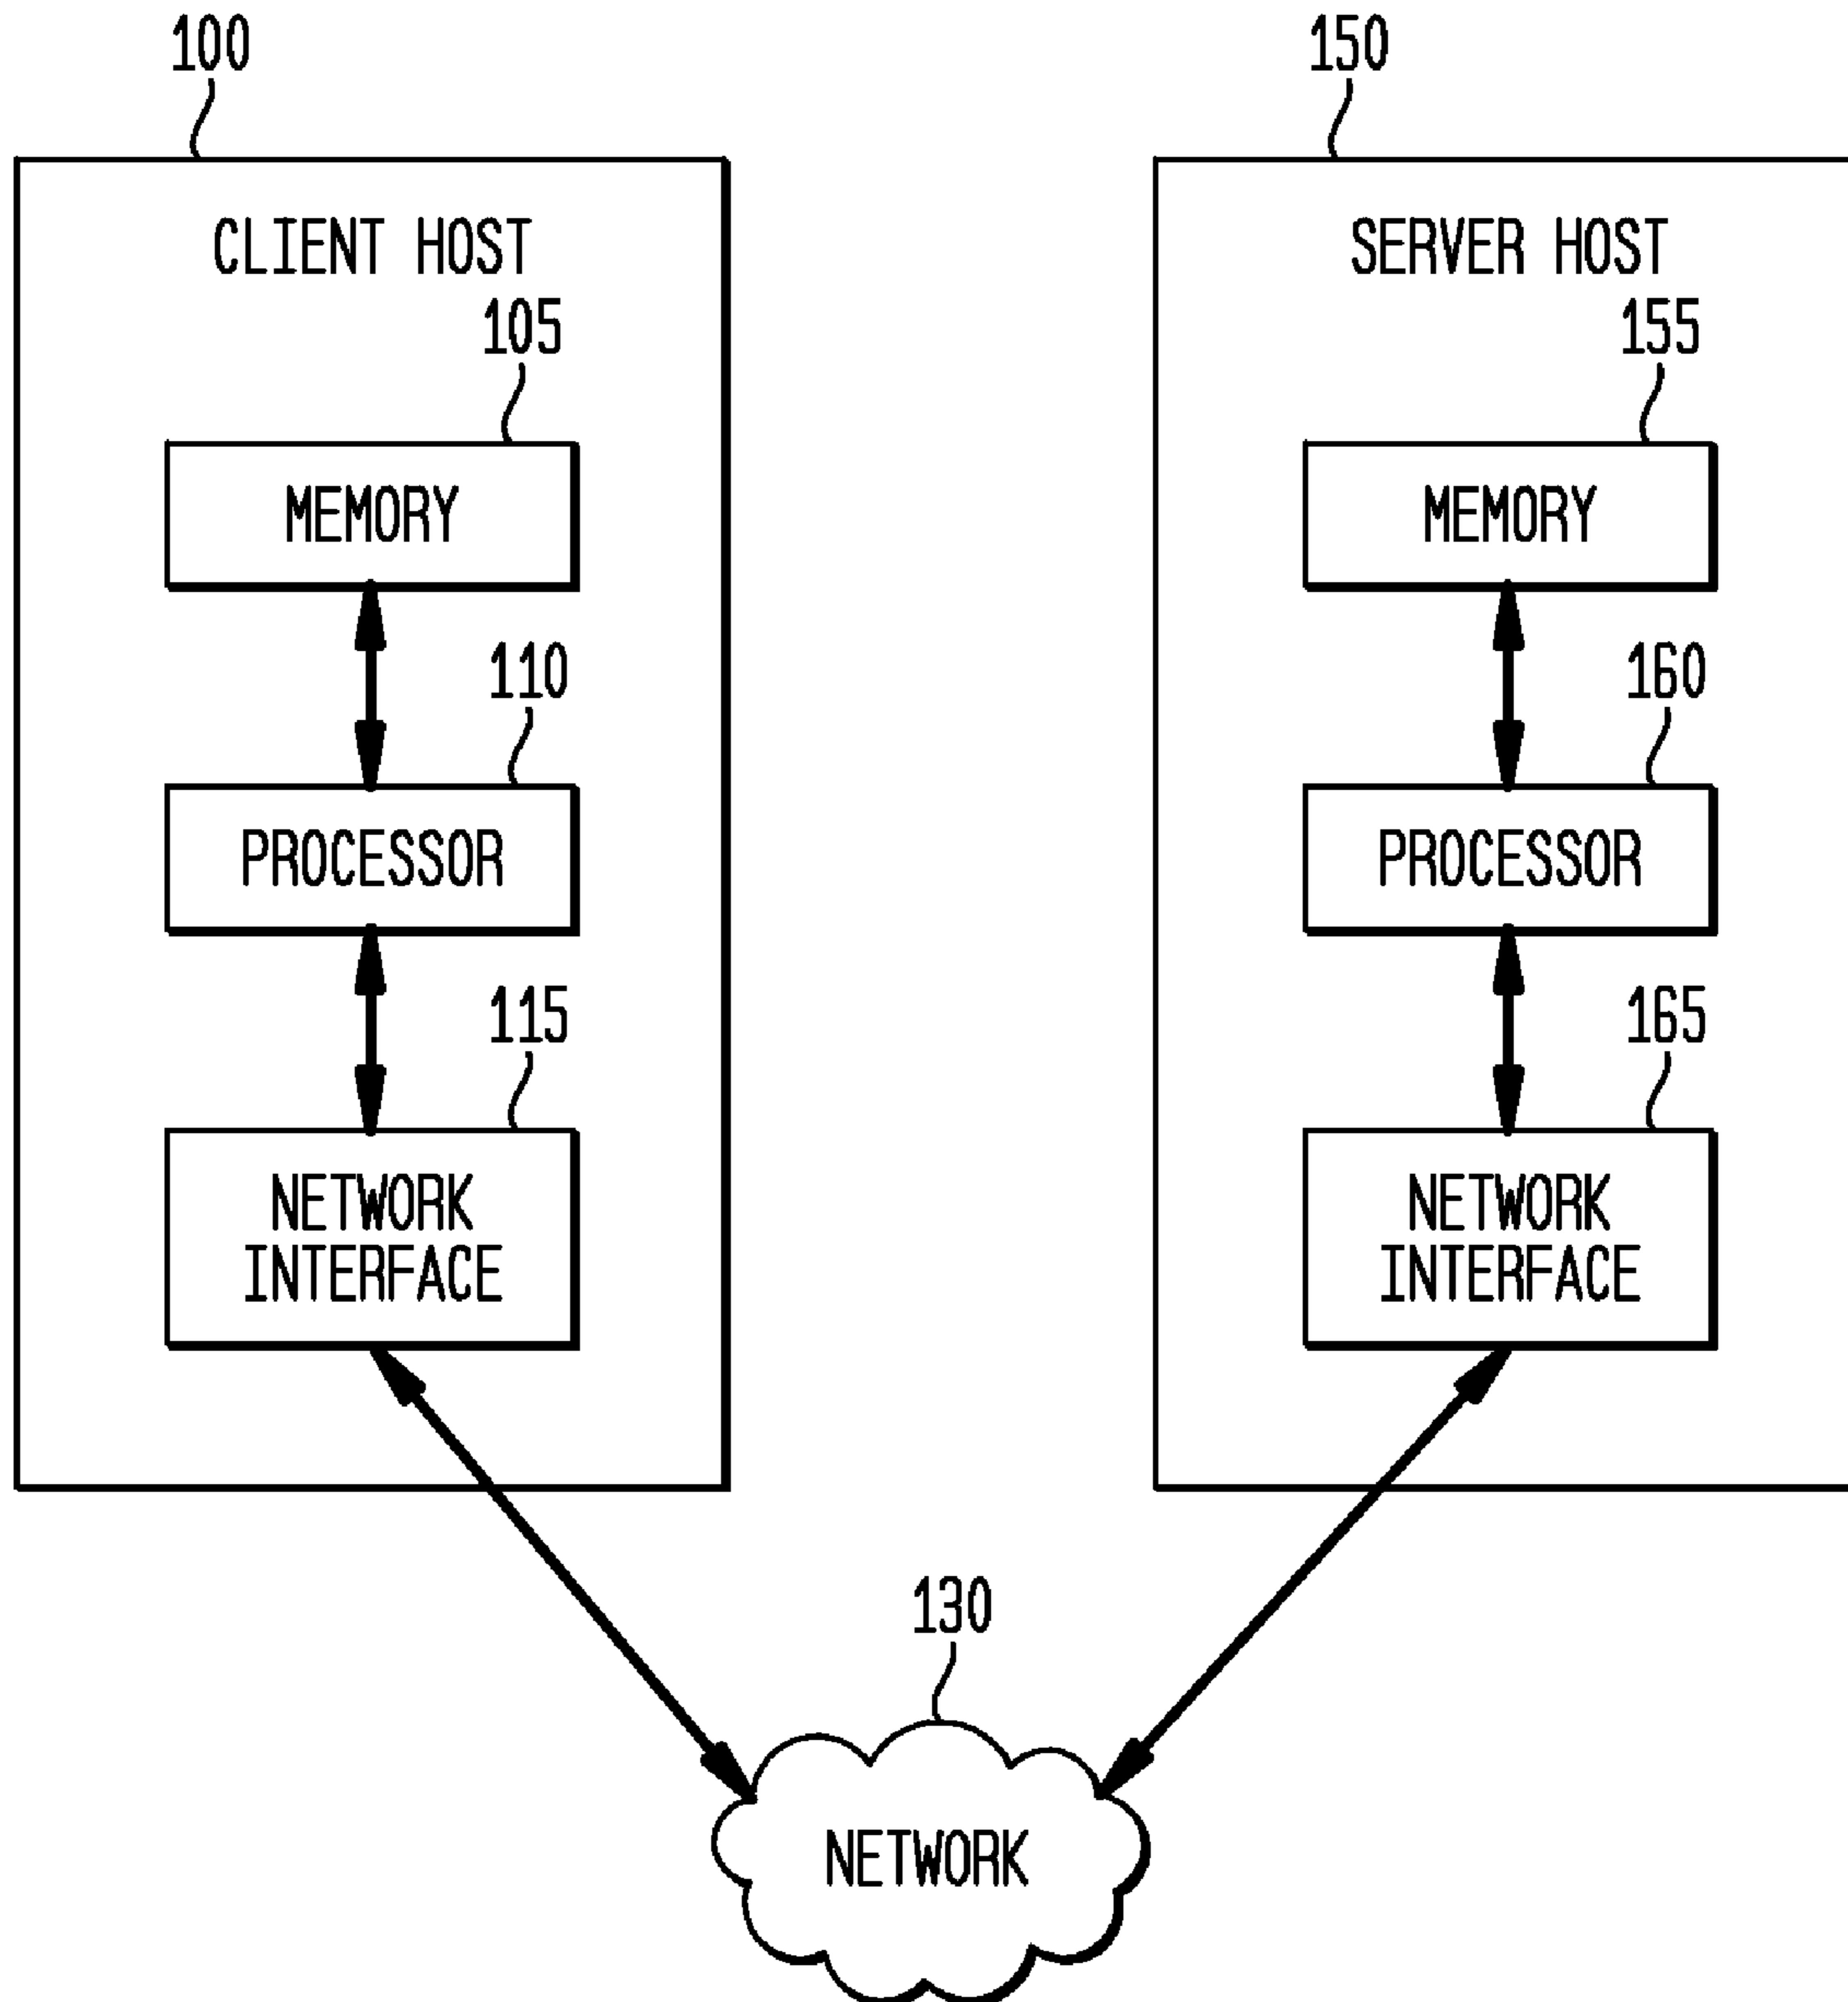 100
CLIENT HOST
105
MEMORY
110
PROCESSOR
115
NETWORK
INTERFACE
150
SERVER HOST
155
MEMORY
160
PROCESSOR
165
NETWORK
INTERFACE
130
NETWORK